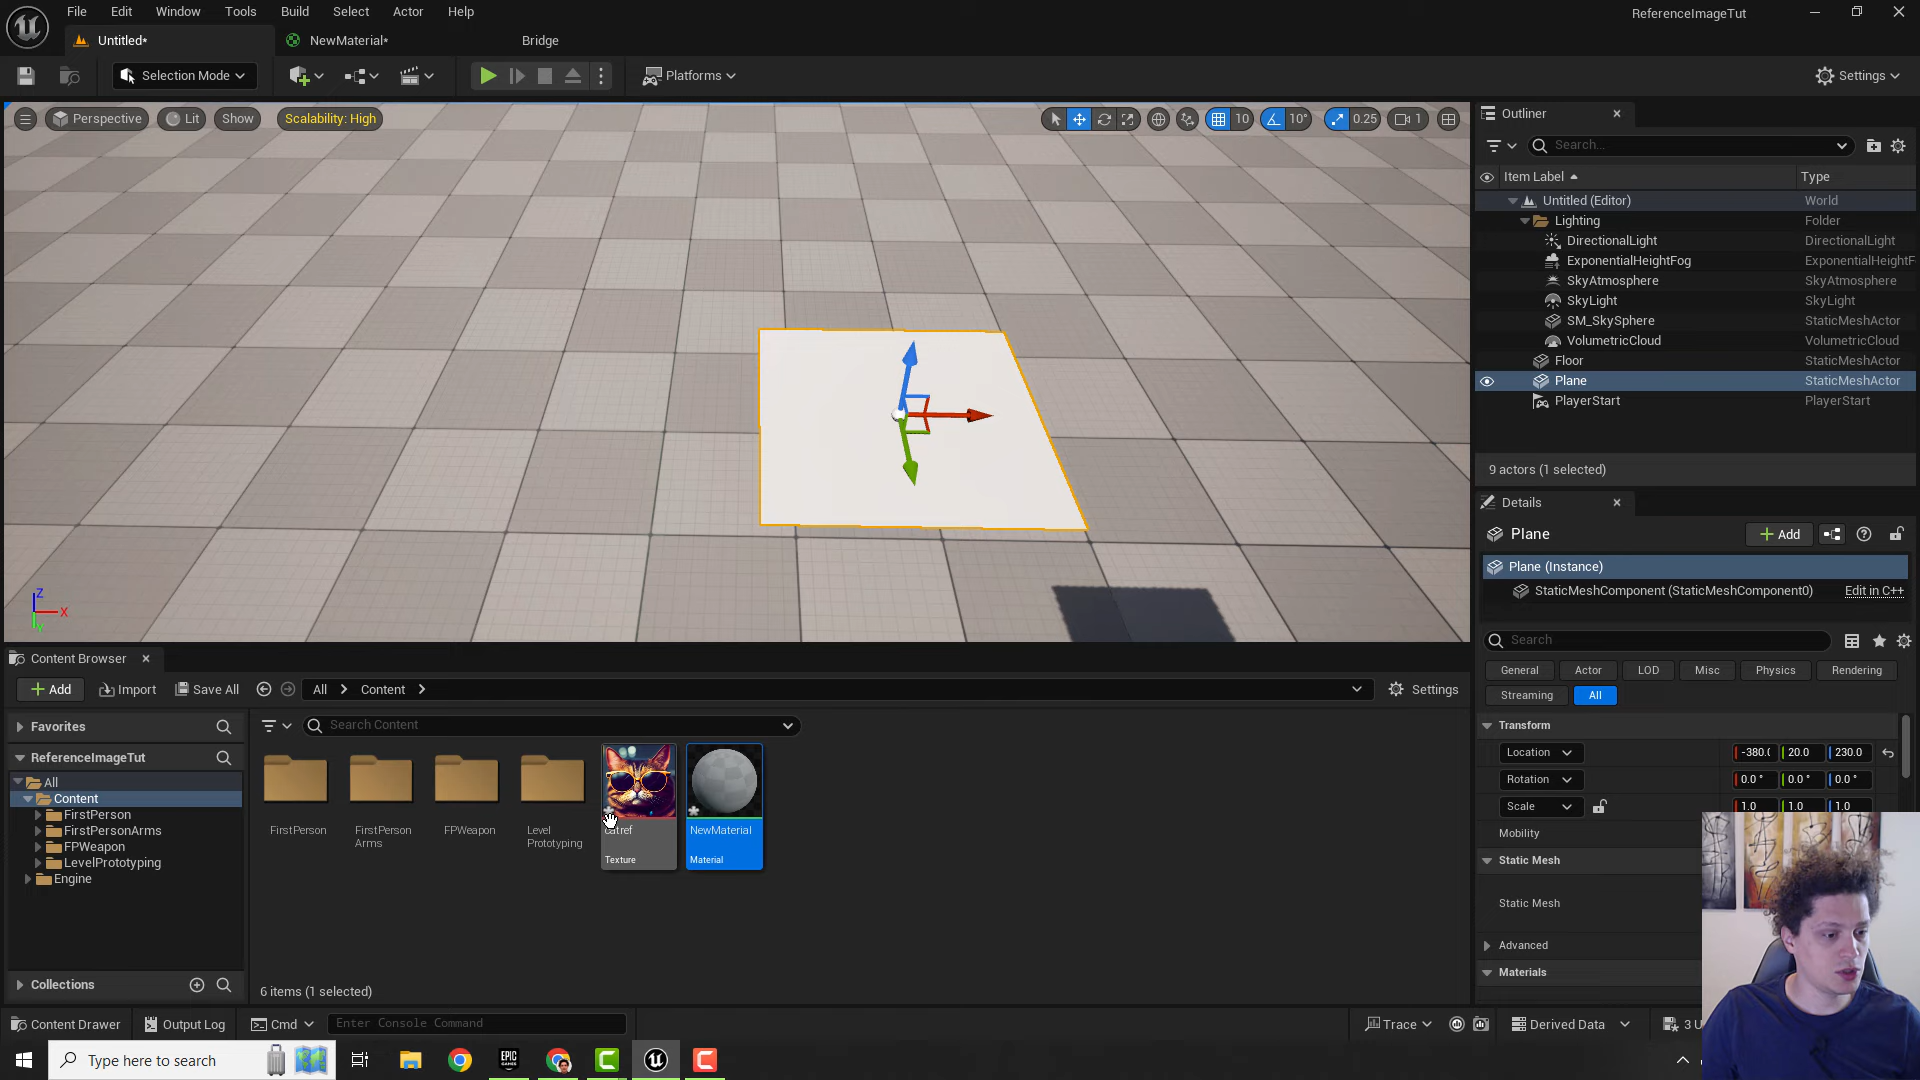 File Edit Window Tools Build Select Actor Help
ReferenceImageTut
Untitled*
NewMaterial*
Bridge
Selection Mode
Platforms
Settings
Perspective
Lit
Show
Scalability: High
10
10°
0.25
1
Outliner
Search...
Item Label
Type
Untitled (Editor) World
Lighting Folder
DirectionalLight DirectionalLight
ExponentialHeightFog ExponentialHeightF
SkyAtmosphere SkyAtmosphere
SkyLight SkyLight
SM_SkySphere StaticMeshActor
VolumetricCloud VolumetricCloud
Floor StaticMeshActor
Plane StaticMeshActor
PlayerStart PlayerStart
9 actors (1 selected)
Details
Plane
Add
Plane (Instance)
StaticMeshComponent (StaticMeshComponent0) Edit in C++
Search
General Actor LOD Misc Physics Rendering
Streaming All
Transform
Location -380.0 20.0 230.0
Rotation 0.0 ° 0.0 ° 0.0 °
Scale 1.0 1.0 1.0
Mobility
Static Mesh
Static Mesh
Advanced
Materials
Z
X
Y
Content Browser
Add
Import
Save All
All
Content
Settings
Favorites
Search Content
ReferenceImageTut
All
Content
FirstPerson
FirstPersonArms
FPWeapon
LevelPrototyping
Engine
Collections
FirstPerson
FirstPerson
Arms
FPWeapon
Level
Prototyping
catref
Texture
NewMaterial
Material
6 items (1 selected)
Content Drawer
Output Log
Cmd
Enter Console Command
Trace
Derived Data
3 U
Type here to search
EPIC
GAMES